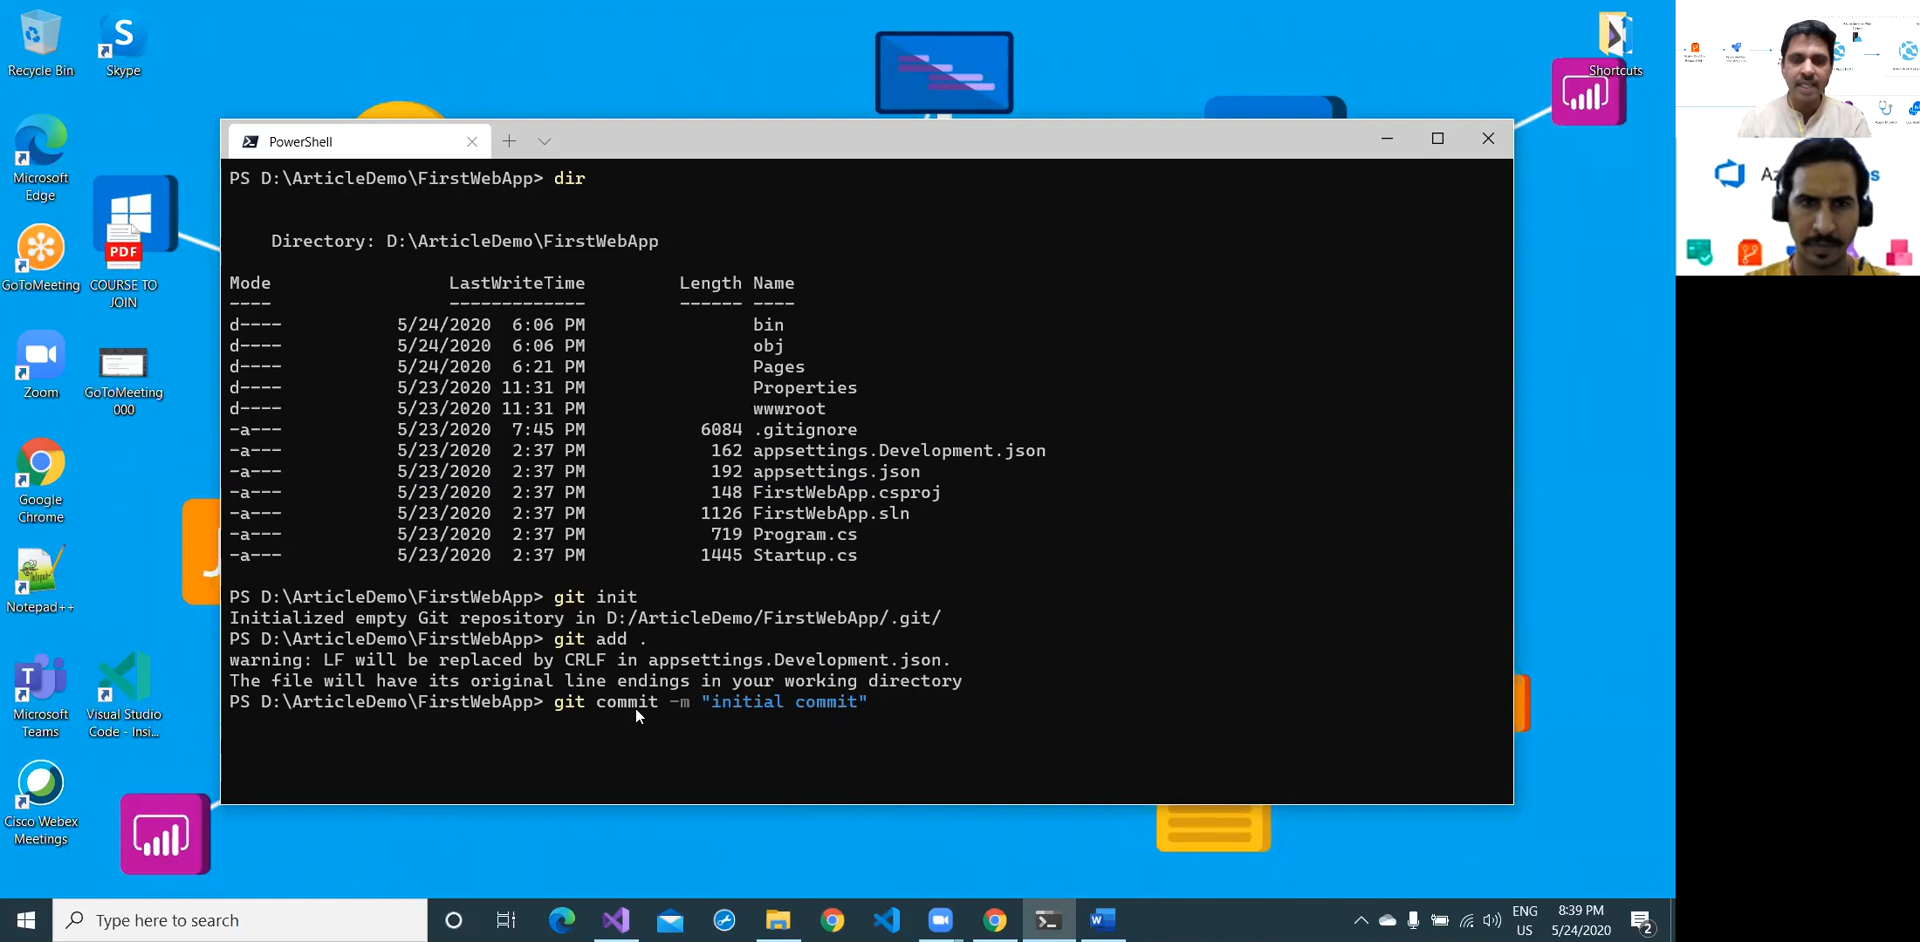 Recycle Bin
Skype
Shortcuts
Microsoft
Edge
PDF
GoToMeeting
COURSE TO
JOIN
Zoom
GoToMeeting
000
Google
Chrome
Notepad++
Microsoft
Teams
Visual Studio
Code - Insi...
Cisco Webex
Meetings
PowerShell
PS D:\ArticleDemo\FirstWebApp> dir
Directory: D:\ArticleDemo\FirstWebApp
Mode LastWriteTime Length Name
---- ------------- ------ ----
d---- 5/24/2020 6:06 PM bin
d---- 5/24/2020 6:06 PM obj
d---- 5/24/2020 6:21 PM Pages
d---- 5/23/2020 11:31 PM Properties
d---- 5/23/2020 11:31 PM wwwroot
-a--- 5/23/2020 7:45 PM 6084 .gitignore
-a--- 5/23/2020 2:37 PM 162 appsettings.Development.json
-a--- 5/23/2020 2:37 PM 192 appsettings.json
-a--- 5/23/2020 2:37 PM 148 FirstWebApp.csproj
-a--- 5/23/2020 2:37 PM 1126 FirstWebApp.sln
-a--- 5/23/2020 2:37 PM 719 Program.cs
-a--- 5/23/2020 2:37 PM 1445 Startup.cs
PS D:\ArticleDemo\FirstWebApp> git init
Initialized empty Git repository in D:/ArticleDemo/FirstWebApp/.git/
PS D:\ArticleDemo\FirstWebApp> git add .
warning: LF will be replaced by CRLF in appsettings.Development.json.
The file will have its original line endings in your working directory
PS D:\ArticleDemo\FirstWebApp> git commit -m "initial commit"
Type here to search
ENG
US
8:39 PM
5/24/2020
2